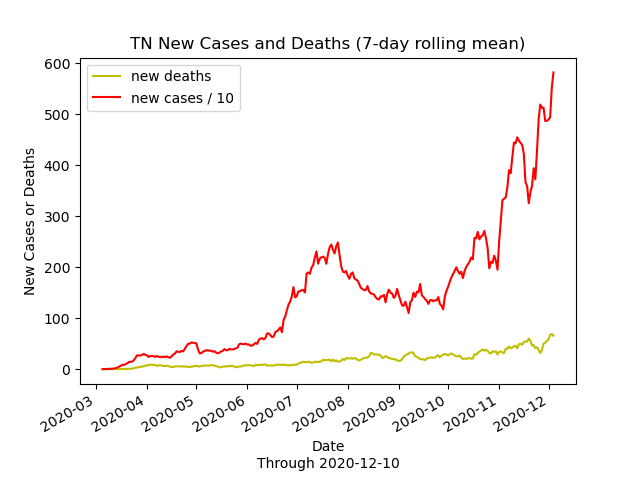 TN New Cases and Deaths (7-day rolling mean)
600
500
400
300
200
100
0
New Cases or Deaths
new deaths
new cases / 10
2020-03
2020-04
2020-05
2020-06
2020-07
2020-08
2020-09
2020-10
2020-11
2020-12
Date
Through 2020-12-10